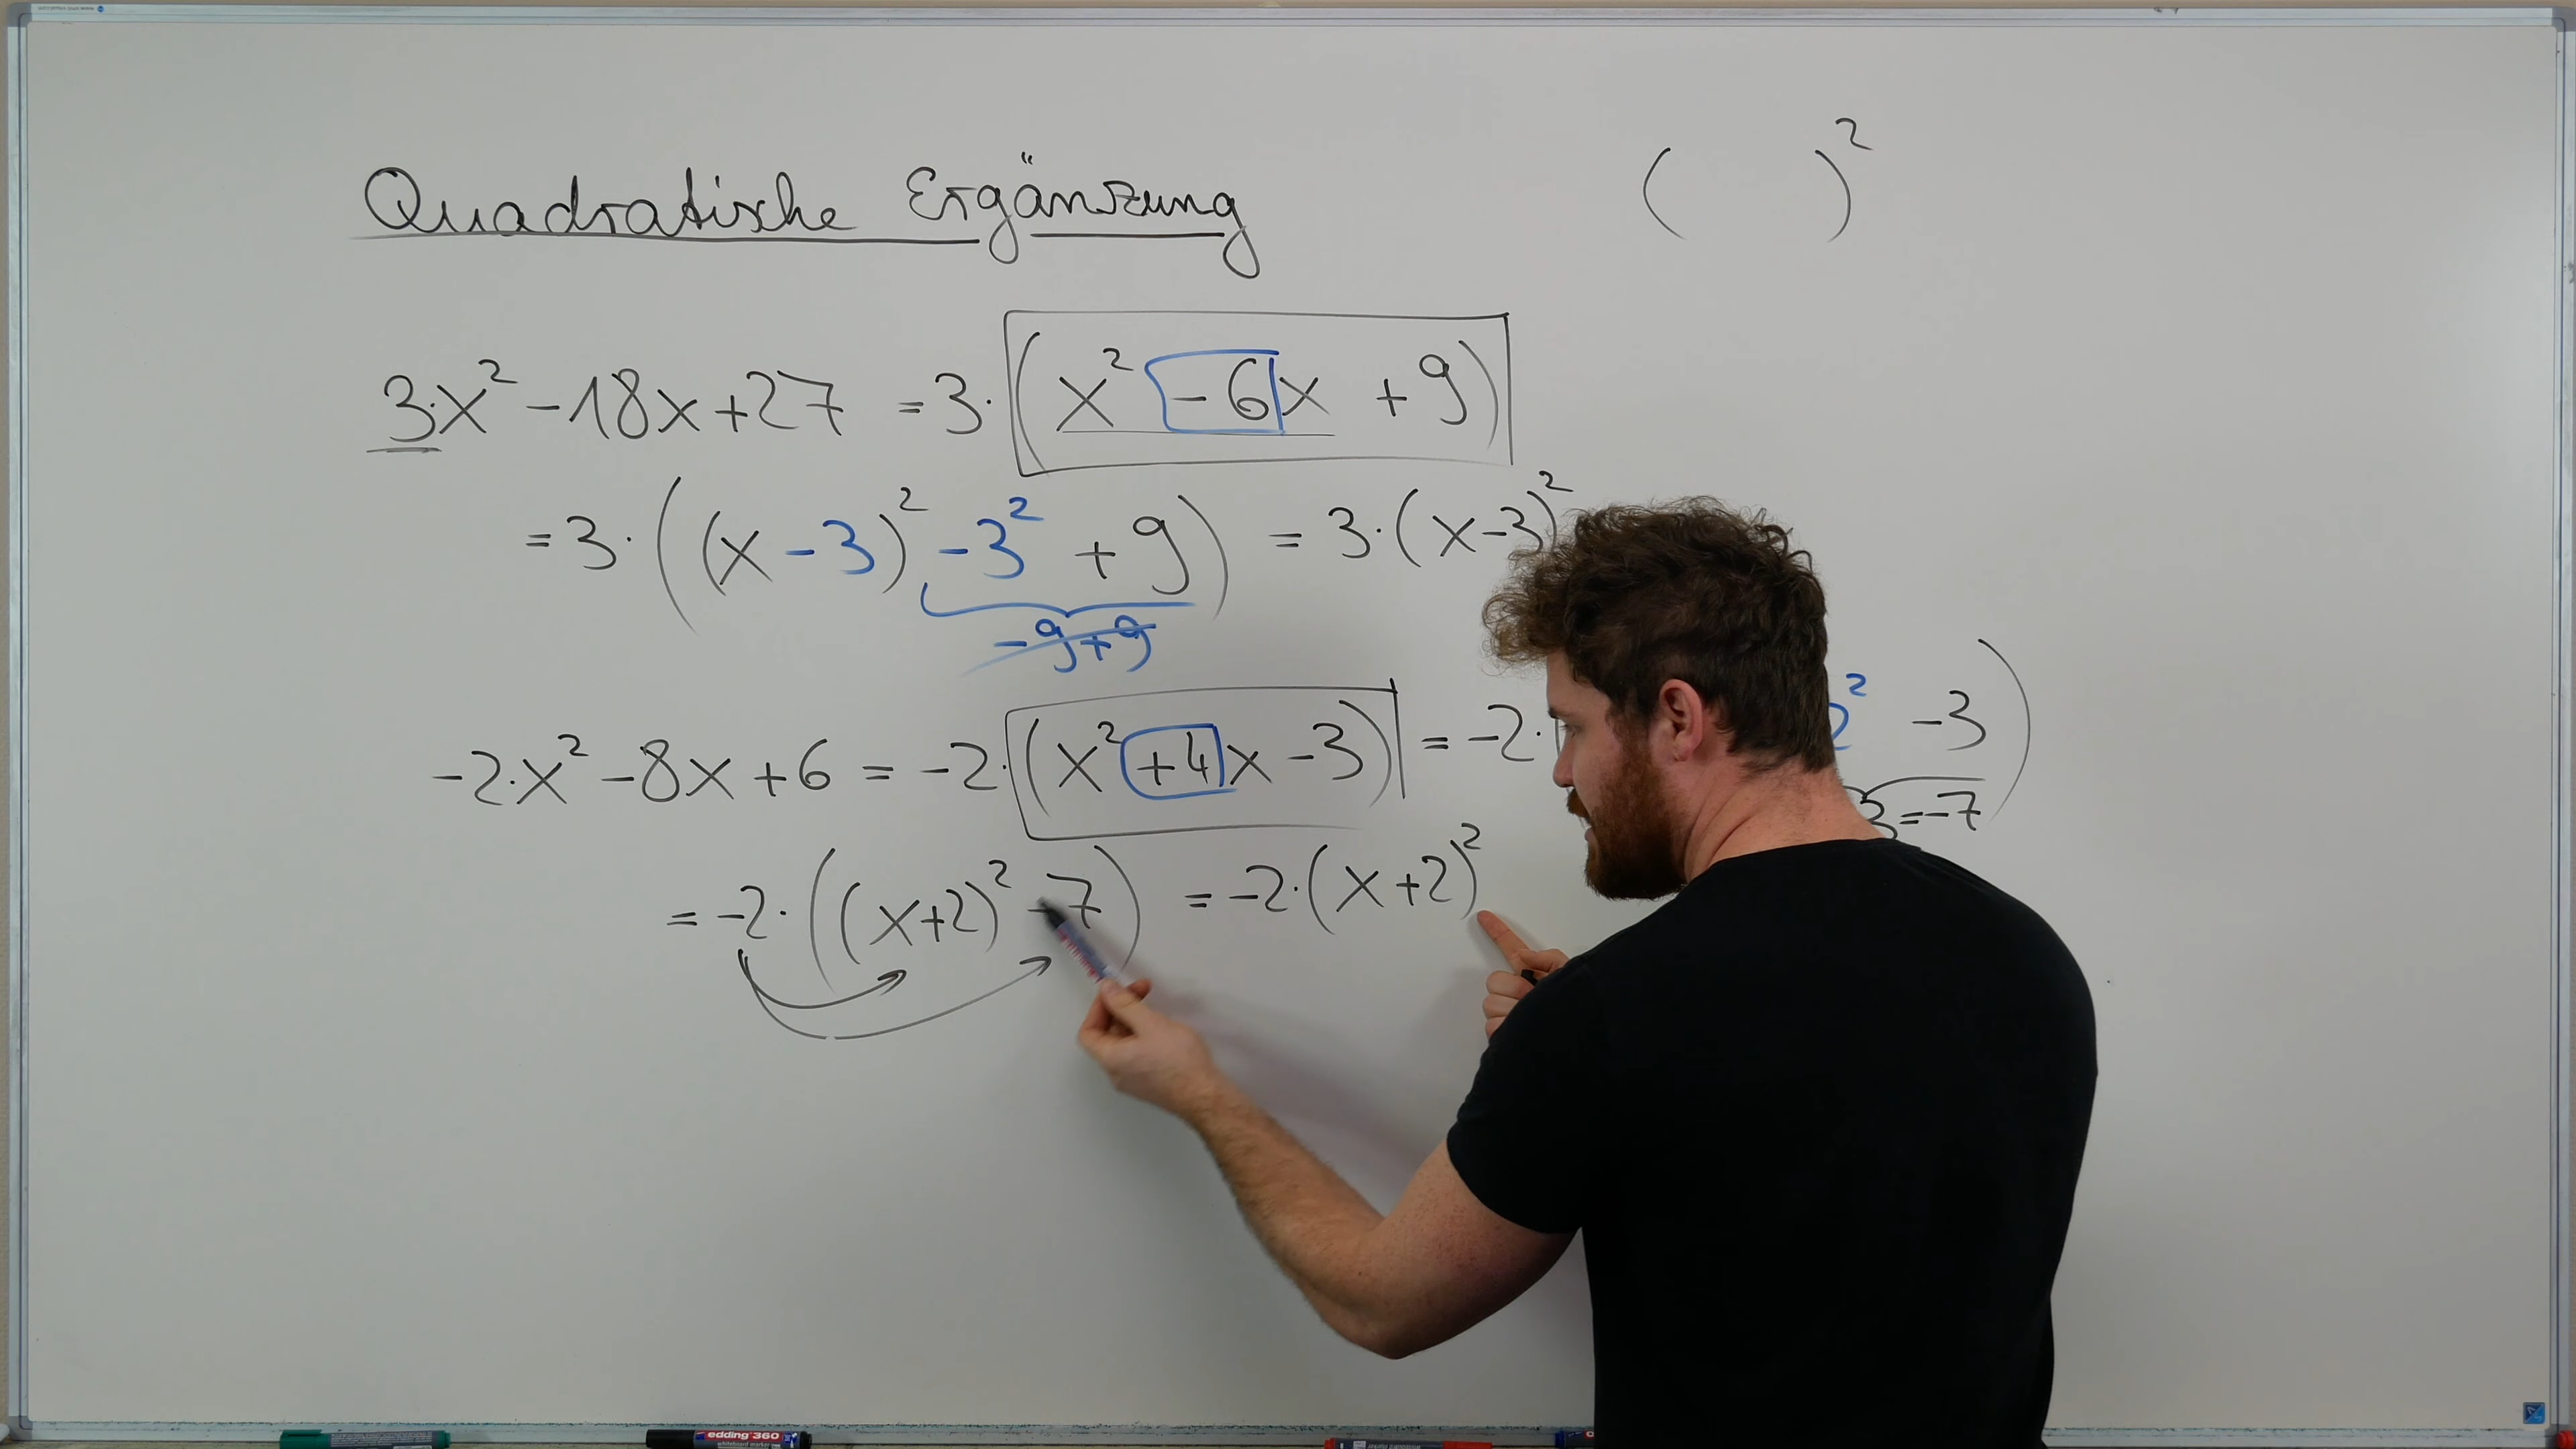 Quadratische Ergänzung
( )²
3·x² -18x+27 =3·(x² -6x +9)
=3·((x-3)² -3² +9) = 3·(x-3)²
-9+9
-2·x² -8x+6 = -2·(x² +4x -3) = -2· 2² -3)
3=-7
= -2·((x+2)² -7) = -2·(x+2)²
edding 360